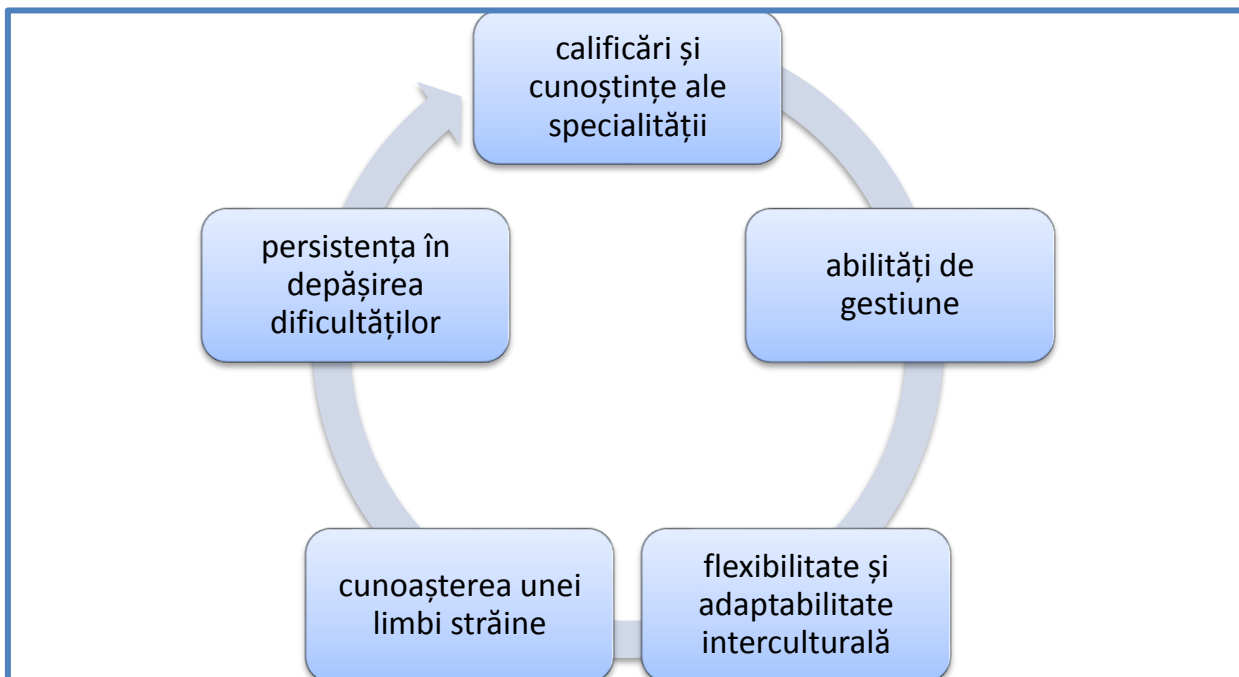 calificări și
cunoștințe ale
specialității
abilități de
gestiune
flexibilitate și
adaptabilitate
interculturală
cunoașterea unei
limbi străine
persistența în
depășirea
dificultăților